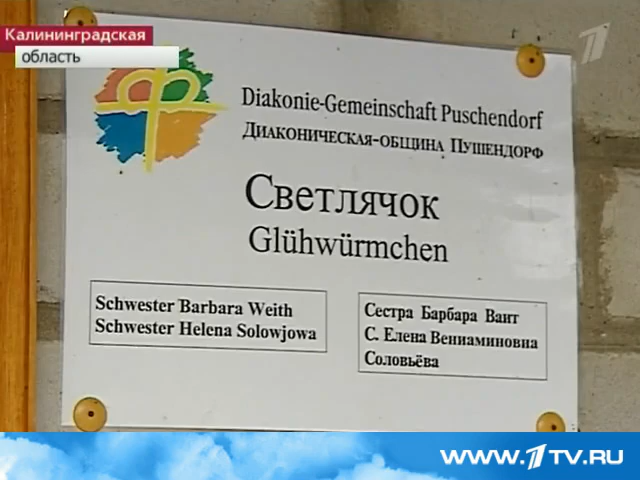 Калининградская
область
Diakonie-Gemeinschaft Puschendorf
Диаконическая-община Пушендорф
Светлячок
Glühwürmchen
Schwester Barbara Weith
Schwester Helena Solowjowa
Сестра Барбара Ваит
С. Елена Вениаминовна
Соловьёва
WWW.1TV.RU